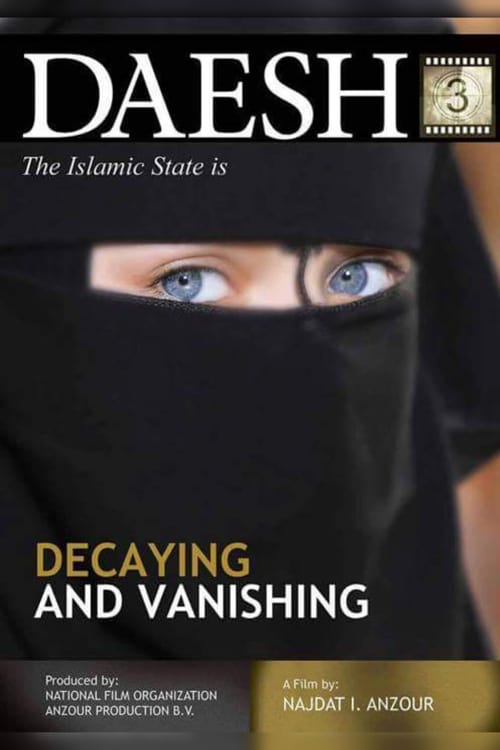 DAESH
3
The Islamic State is
DECAYING
AND VANISHING
Produced by:
NATIONAL FILM ORGANIZATION
ANZOUR PRODUCTION B.V.
A Film by:
NAJDAT I. ANZOUR